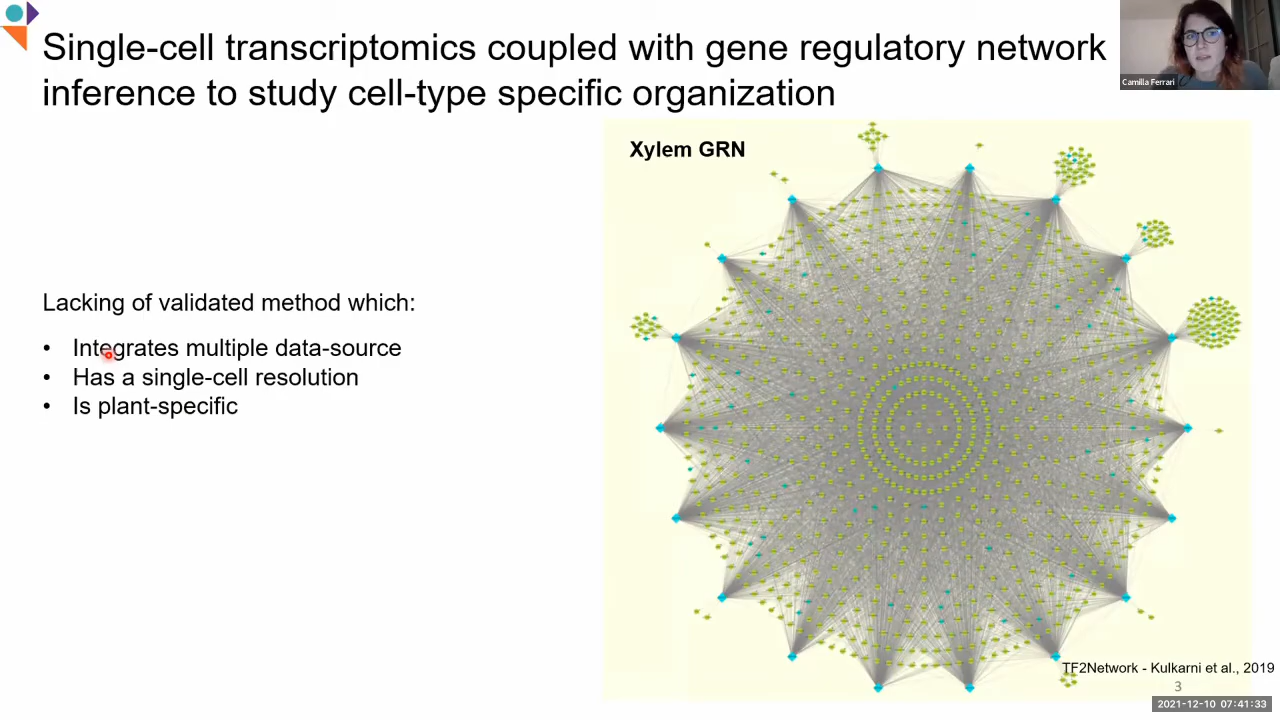 Single-cell transcriptomics coupled with gene regulatory network
inference to study cell-type specific organization
Camilla Ferrari
Xylem GRN
Lacking of validated method which:
• Integrates multiple data-source
• Has a single-cell resolution
• Is plant-specific
TF2Network - Kulkarni et al., 2019
3
2021-12-10 07:41:33